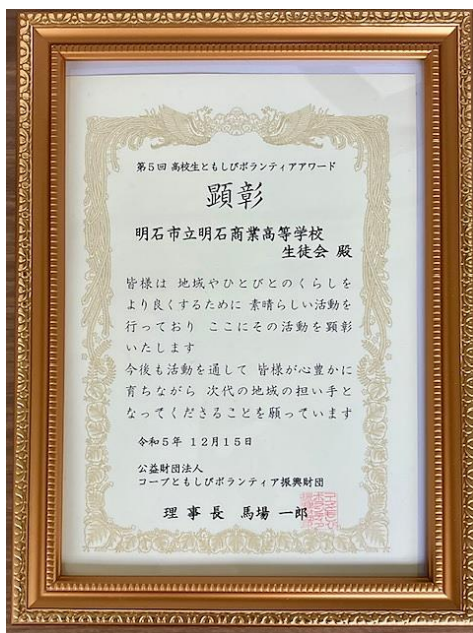 第5回 高校生ともしびボランティアアワード
顕彰
明石市立明石商業高等学校
生徒会 殿
皆様は 地域やひとびとのくらしを
より良くするために 素晴らしい活動を
行っており ここにその活動を顕彰
いたします
今後も活動を通して 皆様が心豊かに
育ちながら 次代の地域の担い手と
なってくださることを願っています
令和5年 12月15日
公益財団法人
コープともしびボランティア振興財団
理事長 馬場 一郎